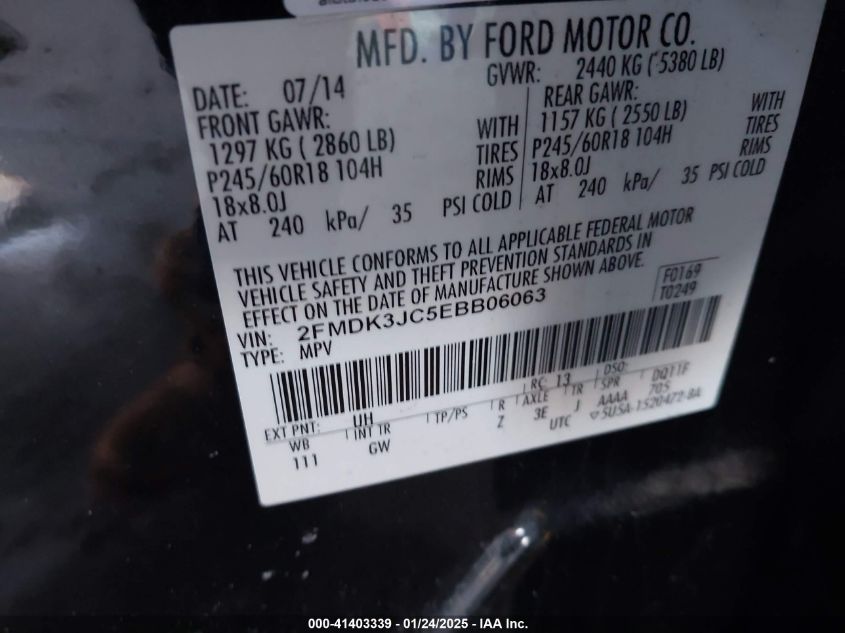 MFD. BY FORD MOTOR CO.
DATE: 07/14 GVWR: 2440 KG ( 5380 LB)
FRONT GAWR: REAR GAWR:
1297 KG ( 2860 LB) WITH 1157 KG ( 2550 LB) WITH
P245/60R18 104H TIRES P245/60R18 104H TIRES
18x8.0J RIMS 18x8.0J RIMS
AT 240 kPa/ 35 PSI COLD AT 240 kPa/ 35 PSI COLD
THIS VEHICLE CONFORMS TO ALL APPLICABLE FEDERAL MOTOR
VEHICLE SAFETY AND THEFT PREVENTION STANDARDS IN
EFFECT ON THE DATE OF MANUFACTURE SHOWN ABOVE.
F0169
T0249
VIN: 2FMDK3JC5EBB06063
TYPE: MPV
RC: 13 DSO:
EXT PNT: UH
WB INT TR TP/PS R AXLE TR SPR DQ11F
111 GW Z 3E J AAAA 705
UTC ▽5USA-1520472-BA
000-41403339 - 01/24/2025 - IAA Inc.